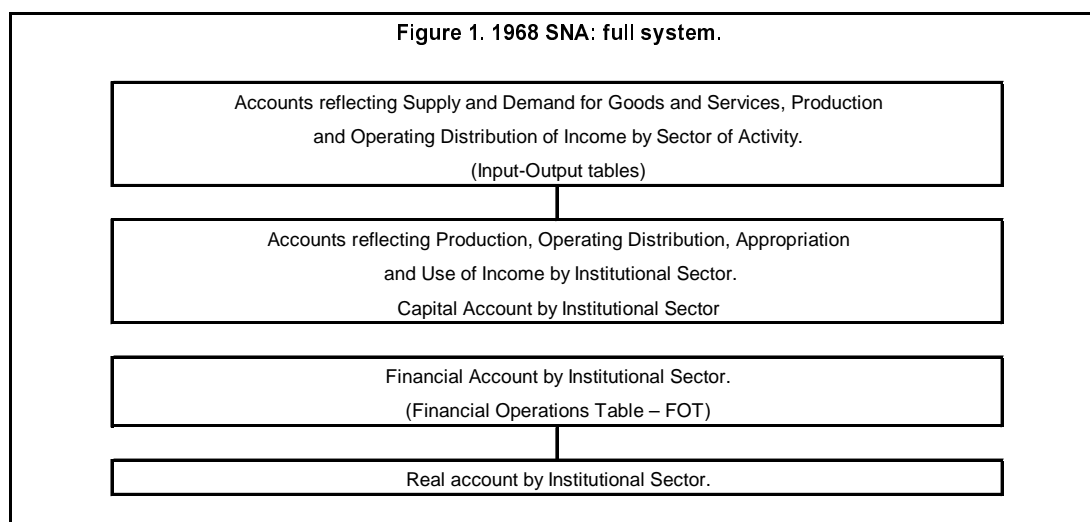 Figure 1. 1968 SNA: full system.
Accounts reflecting Supply and Demand for Goods and Services, Production
and Operating Distribution of Income by Sector of Activity.
(Input-Output tables)
Accounts reflecting Production, Operating Distribution, Appropriation
and Use of Income by Institutional Sector.
Capital Account by Institutional Sector
Financial Account by Institutional Sector.
(Financial Operations Table – FOT)
Real account by Institutional Sector.